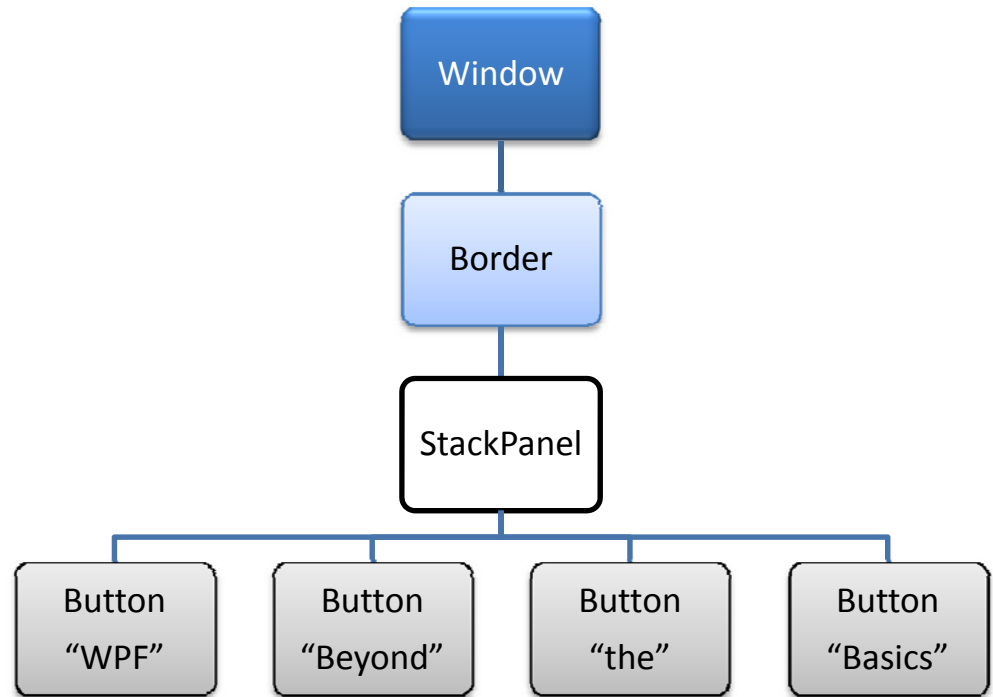 Window
Border
StackPanel
Button
“WPF”
Button
“Beyond”
Button
“the”
Button
“Basics”